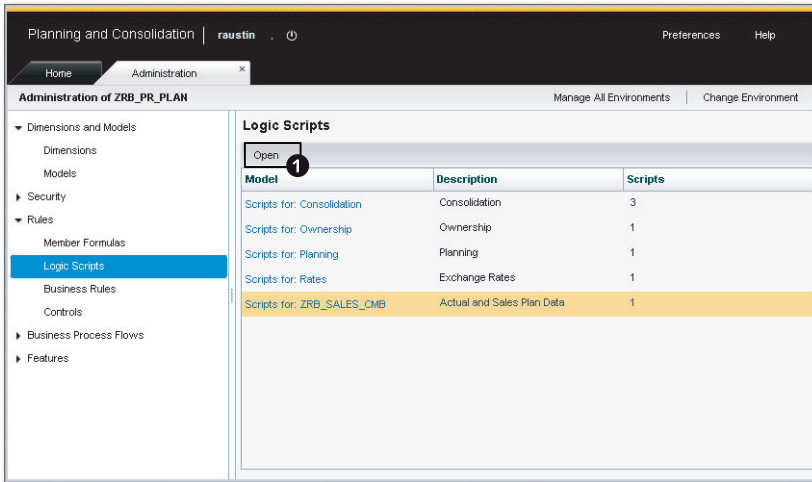 Planning and Consolidation | raustin . Preferences Help
Home Administration ×
Administration of ZRB_PR_PLAN Manage All Environments | Change Environment
Dimensions and Models
Dimensions
Models
Security
Rules
Member Formulas
Logic Scripts
Business Rules
Controls
Business Process Flows
Features
Logic Scripts
Open
1
Model Description Scripts
Scripts for: Consolidation Consolidation 3
Scripts for: Ownership Ownership 1
Scripts for: Planning Planning 1
Scripts for: Rates Exchange Rates 1
Scripts for: ZRB_SALES_CMB Actual and Sales Plan Data 1